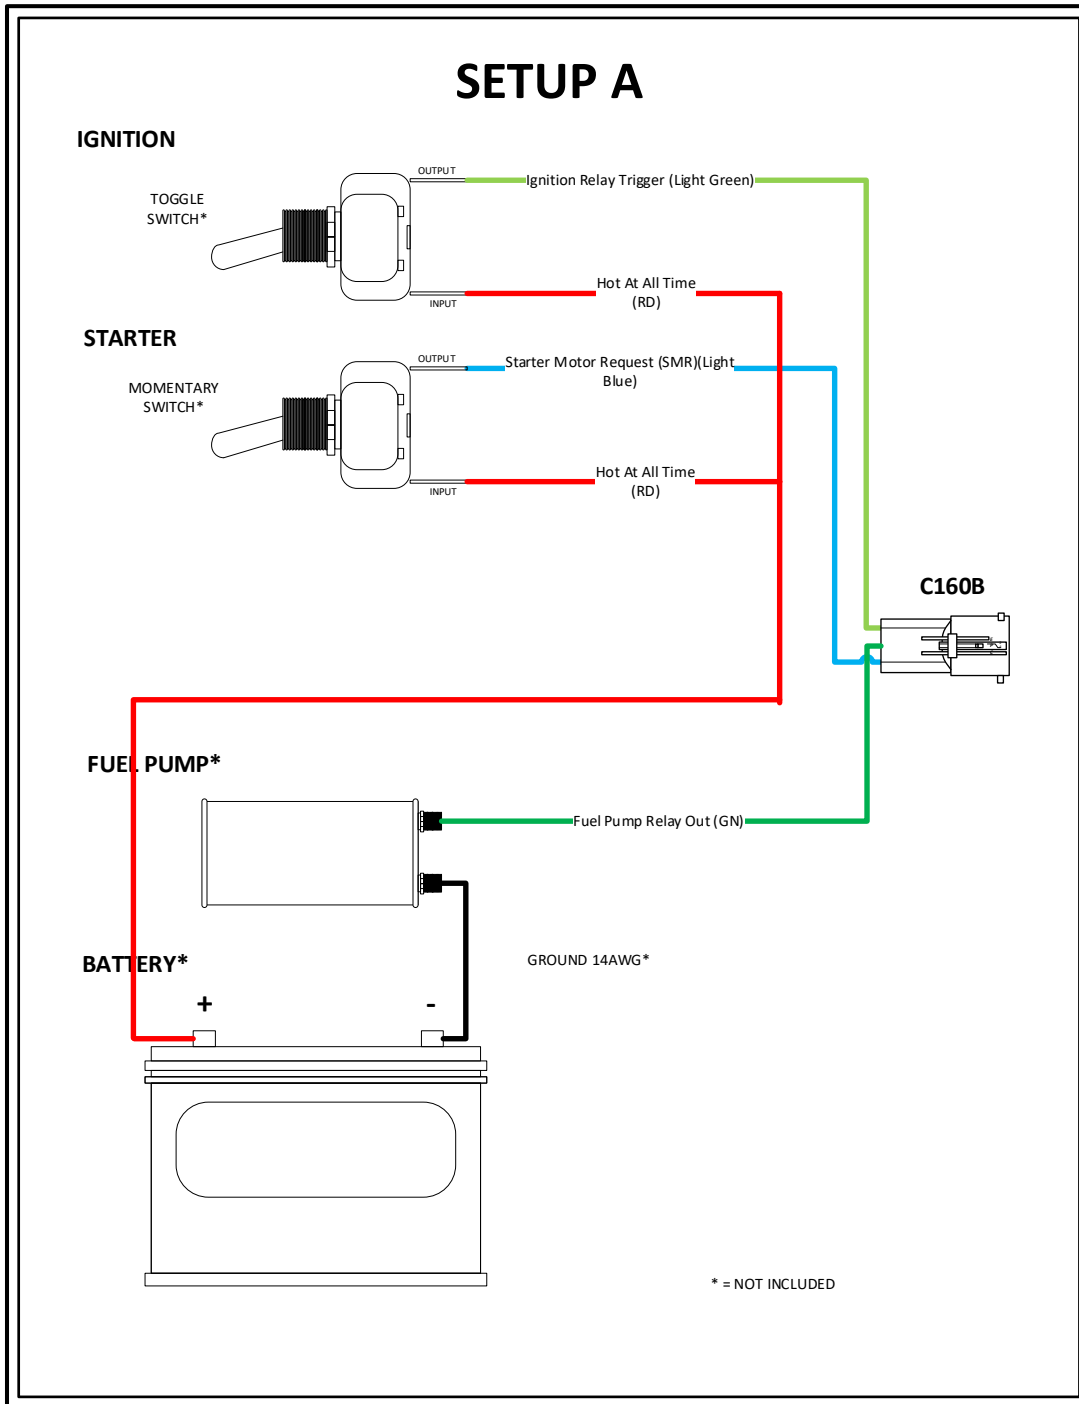 SETUP A
IGNITION
OUTPUT
Ignition Relay Trigger (Light Green)
TOGGLE
SWITCH*
Hot At All Time
(RD)
INPUT
STARTER
OUTPUT
Starter Motor Request (SMR)(Light
Blue)
MOMENTARY
SWITCH*
Hot At All Time
(RD)
INPUT
C160B
FUEL PUMP*
Fuel Pump Relay Out (GN)
BATTERY*
GROUND 14AWG*
+
-
* = NOT INCLUDED